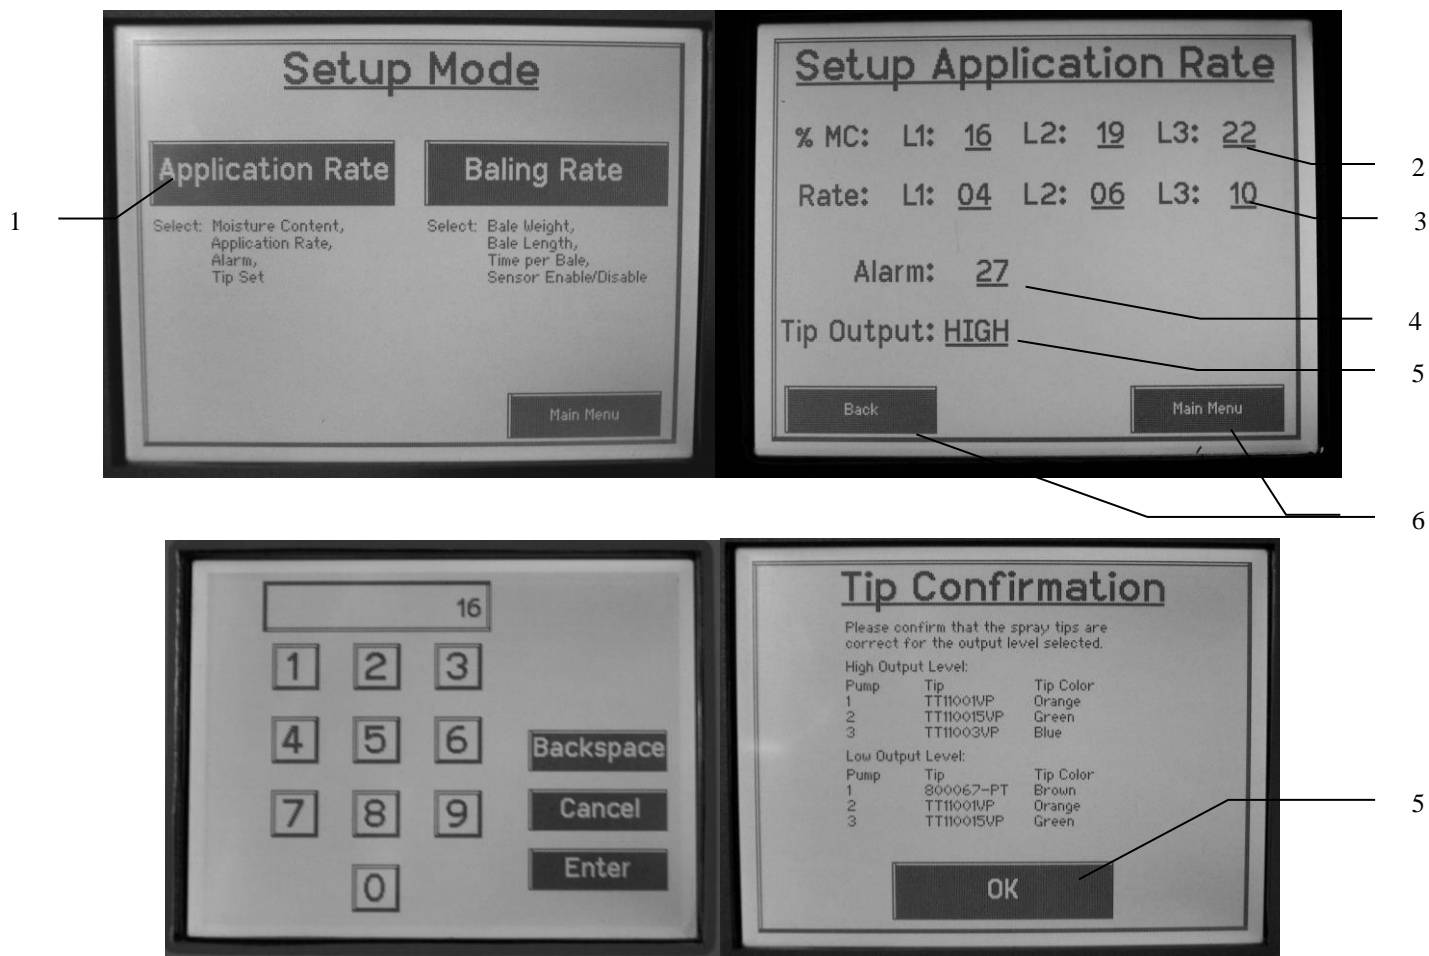 Setup Mode
Application Rate
Baling Rate
Select: Moisture Content,
Application Rate,
Alarm,
Tip Set
Select: Bale Weight,
Bale Length,
Time per Bale,
Sensor Enable/Disable
Main Menu
1
Setup Application Rate
% MC: L1: 16 L2: 19 L3: 22
Rate: L1: 04 L2: 06 L3: 10
Alarm: 27
Tip Output: HIGH
Back
Main Menu
2
3
4
5
6
16
1 2 3
4 5 6
7 8 9
0
Backspace
Cancel
Enter
Tip Confirmation
Please confirm that the spray tips are
correct for the output level selected.
High Output Level:
Pump Tip Tip Color
1 TT11001VP Orange
2 TT110015VP Green
3 TT11003VP Blue
Low Output Level:
Pump Tip Tip Color
1 800067-PT Brown
2 TT11001VP Orange
3 TT110015VP Green
OK
5